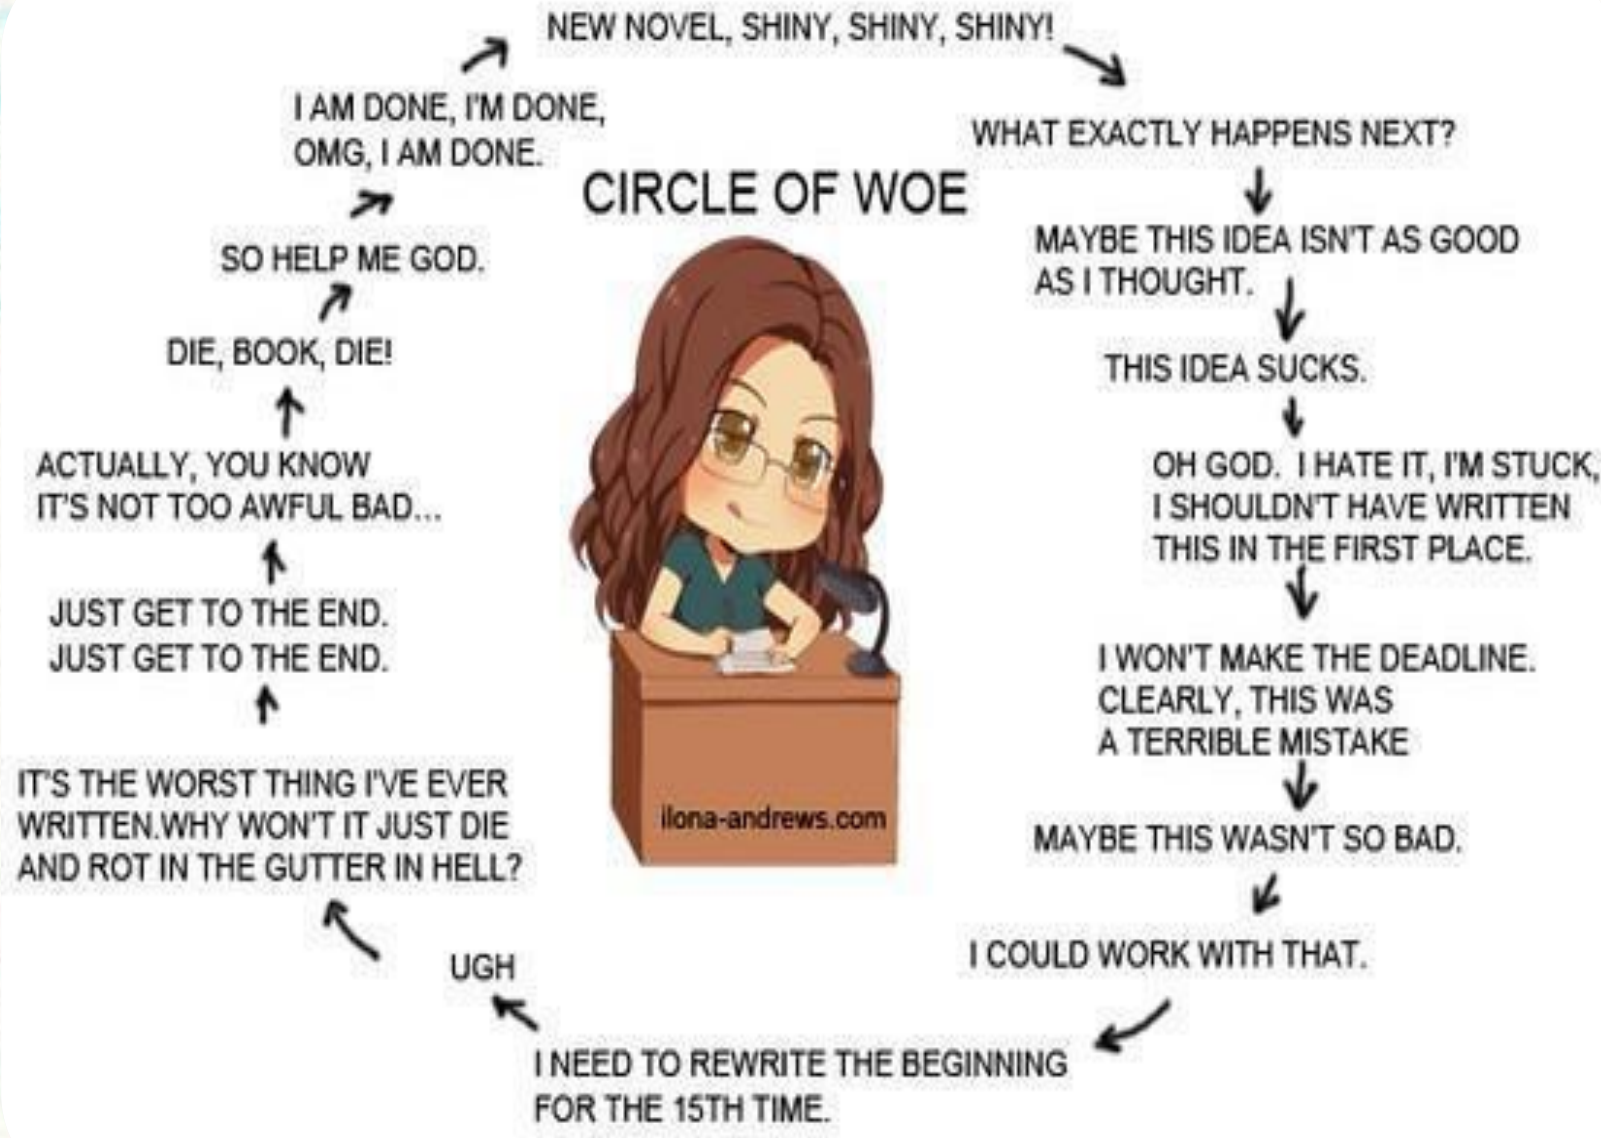 NEW NOVEL, SHINY, SHINY, SHINY!
WHAT EXACTLY HAPPENS NEXT?
MAYBE THIS IDEA ISN'T AS GOOD
AS I THOUGHT.
THIS IDEA SUCKS.
OH GOD. I HATE IT, I'M STUCK,
I SHOULDN'T HAVE WRITTEN
THIS IN THE FIRST PLACE.
I WON'T MAKE THE DEADLINE.
CLEARLY, THIS WAS
A TERRIBLE MISTAKE
MAYBE THIS WASN'T SO BAD.
I COULD WORK WITH THAT.
I NEED TO REWRITE THE BEGINNING
FOR THE 15TH TIME.
UGH
IT'S THE WORST THING I'VE EVER
WRITTEN.WHY WON'T IT JUST DIE
AND ROT IN THE GUTTER IN HELL?
JUST GET TO THE END.
JUST GET TO THE END.
ACTUALLY, YOU KNOW
IT'S NOT TOO AWFUL BAD...
DIE, BOOK, DIE!
SO HELP ME GOD.
I AM DONE, I'M DONE,
OMG, I AM DONE.
CIRCLE OF WOE
ilona-andrews.com